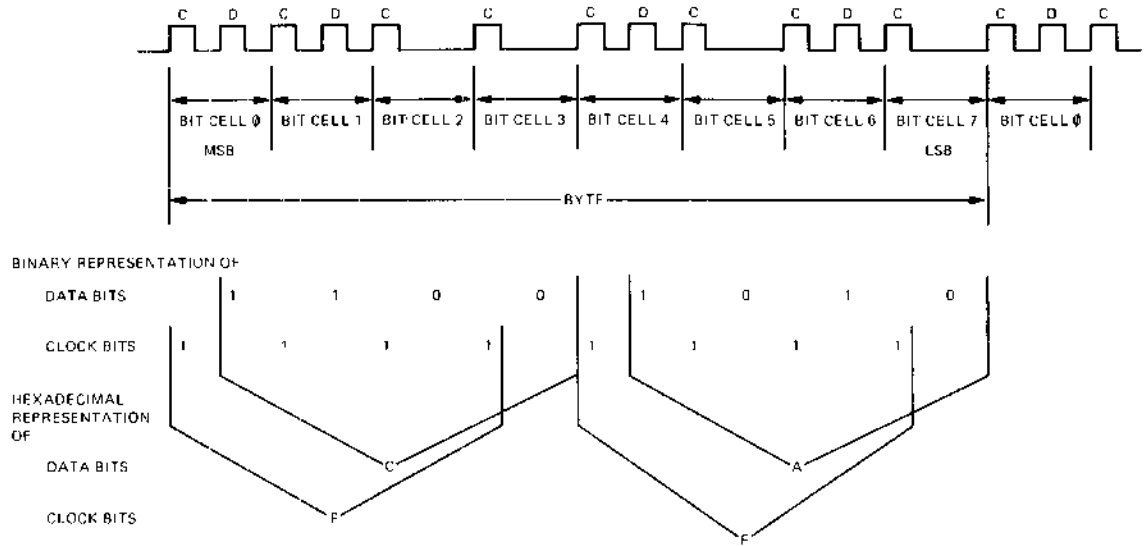 C D C D C C C D C C D C C D C
BIT CELL 0 BIT CELL 1 BIT CELL 2 BIT CELL 3 BIT CELL 4 BIT CELL 5 BIT CELL 6 BIT CELL 7 BIT CELL 0
MSB LSB
BYTE
BINARY REPRESENTATION OF
DATA BITS 1 1 0 0 1 0 1 0
CLOCK BITS 1 1 1 1 1 1 1 1
HEXADECIMAL
REPRESENTATION
OF
DATA BITS C A
CLOCK BITS F
F